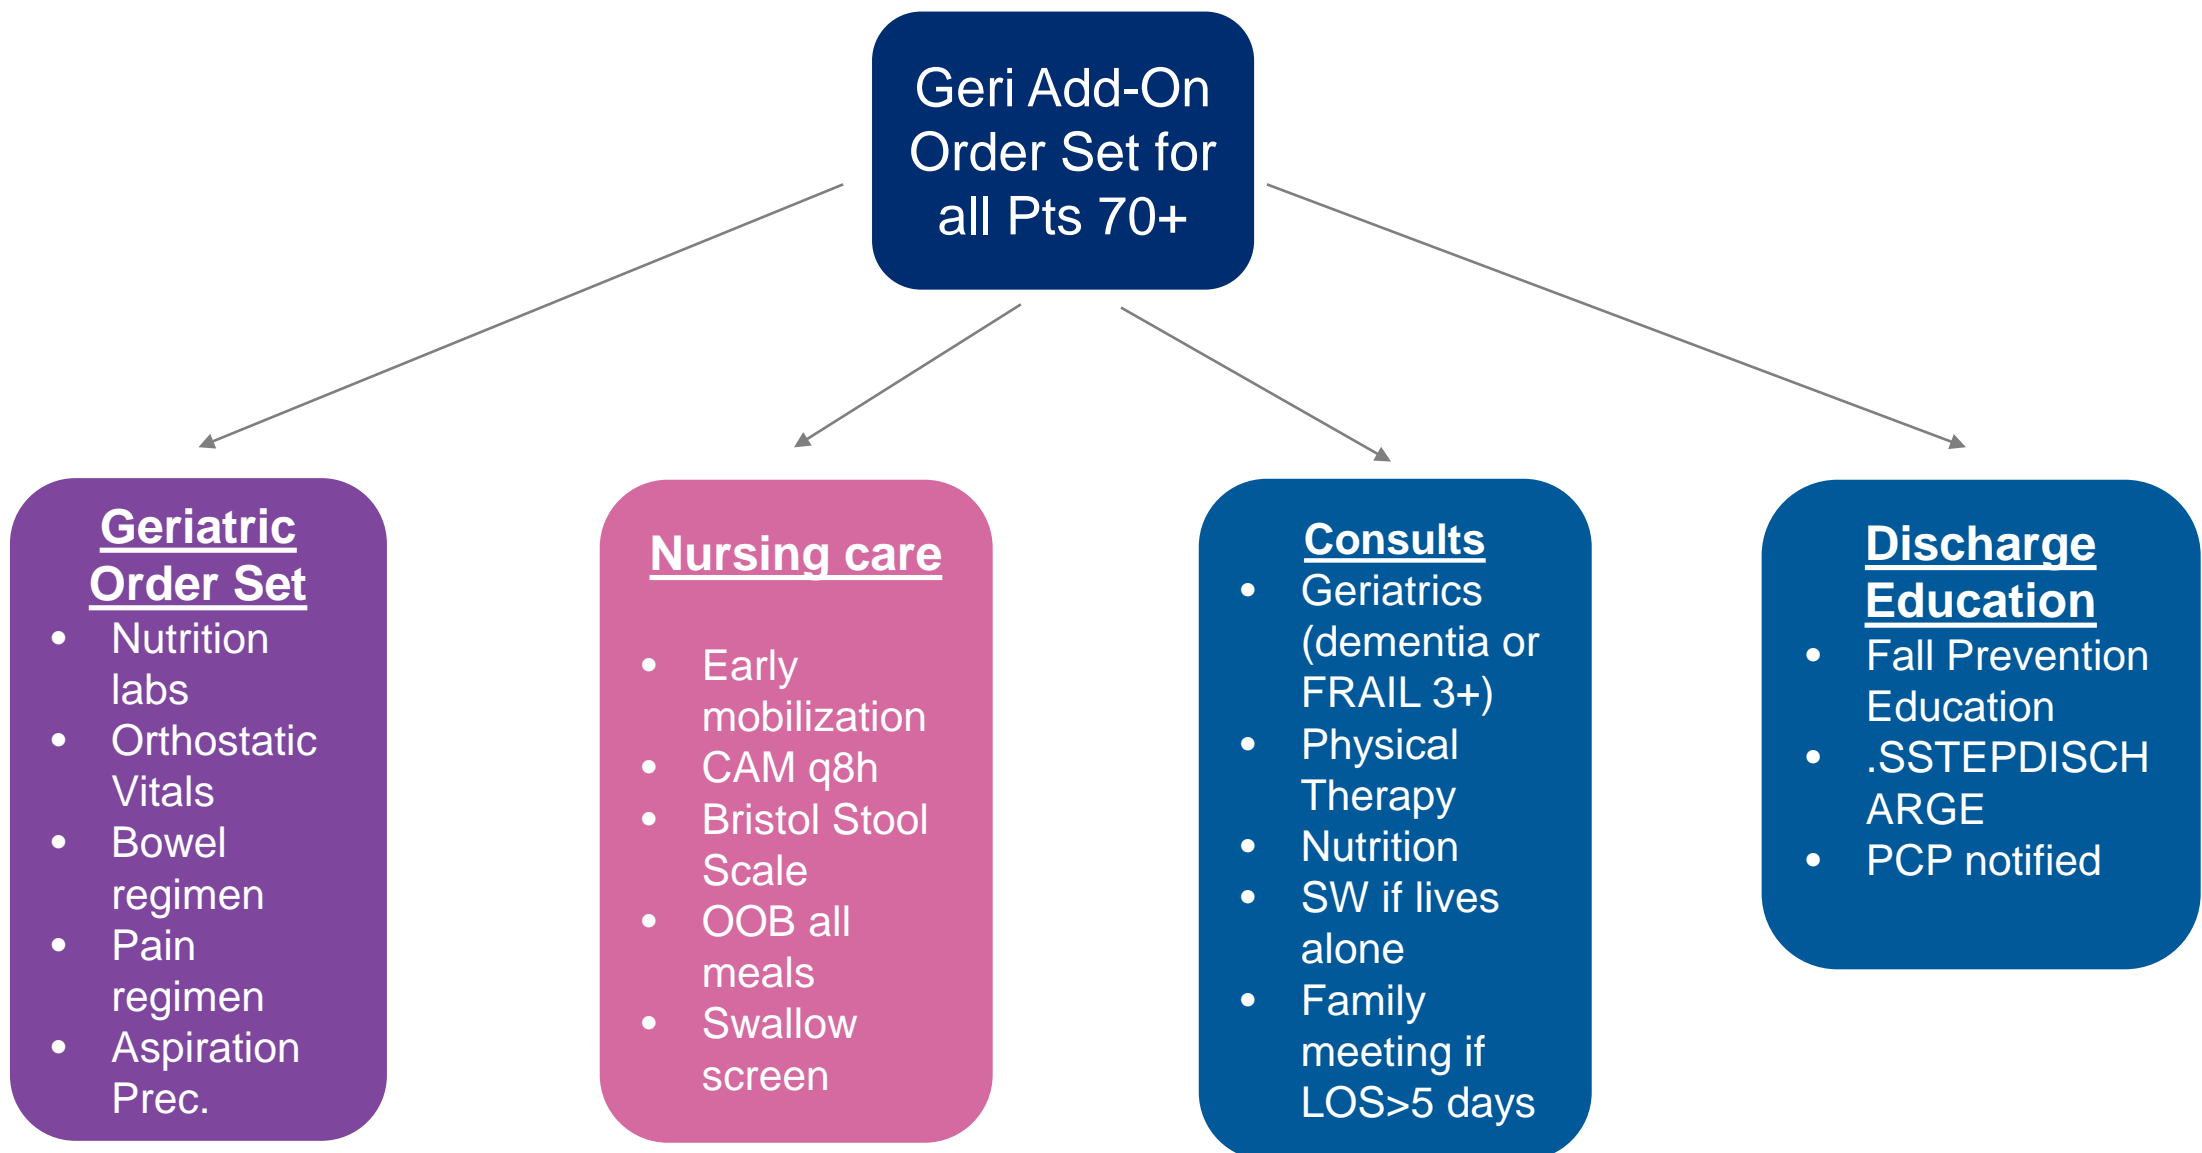 Geri Add-On
Order Set for
all Pts 70+
Geriatric
Order Set
• Nutrition
labs
• Orthostatic
Vitals
• Bowel
regimen
• Pain
regimen
• Aspiration
Prec.
Nursing care
• Early
mobilization
• CAM q8h
• Bristol Stool
Scale
• OOB all
meals
• Swallow
screen
Consults
• Geriatrics
(dementia or
FRAIL 3+)
• Physical
Therapy
• Nutrition
• SW if lives
alone
• Family
meeting if
LOS>5 days
Discharge
Education
• Fall Prevention
Education
• .SSTEPDISCH
ARGE
• PCP notified